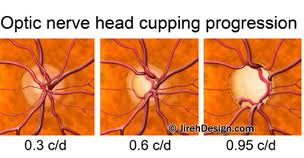 Optic nerve head cupping progression
© JirehDesign.com
0.3 c/d 0.6 c/d 0.95 c/d